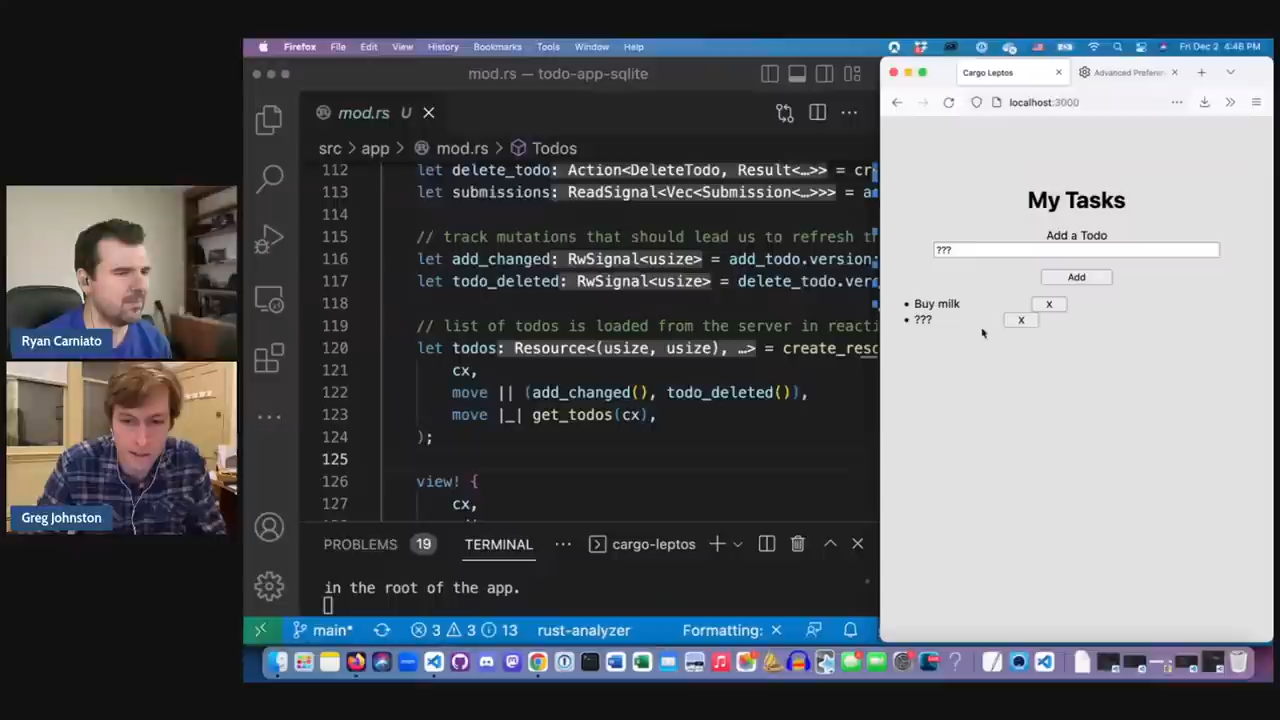 Firefox File Edit View History Bookmarks Tools Window Help
Fri Dec 2 4:46 PM
mod.rs — todo-app-sqlite
mod.rs U
src > app > mod.rs > Todos
112 let delete_todo: Action<DeleteTodo, Result<…>> = cr
113 let submissions: ReadSignal<Vec<Submission<…>>> = a
114
115 // track mutations that should lead us to refresh th
116 let add_changed: RwSignal<usize> = add_todo.version;
117 let todo_deleted: RwSignal<usize> = delete_todo.ver
118
119 // list of todos is loaded from the server in reacti
120 let todos: Resource<(usize, usize), …> = create_reso
121 cx,
122 move || (add_changed(), todo_deleted()),
123 move |_| get_todos(cx),
124 );
125
126 view! {
127 cx,
PROBLEMS 19 TERMINAL ··· cargo-leptos
in the root of the app.
main* 3 3 13 rust-analyzer Formatting: ×
Cargo Leptos
Advanced Preferen
localhost:3000
My Tasks
Add a Todo
???
Add
• Buy milk X
• ??? X
Ryan Carniato
Greg Johnston